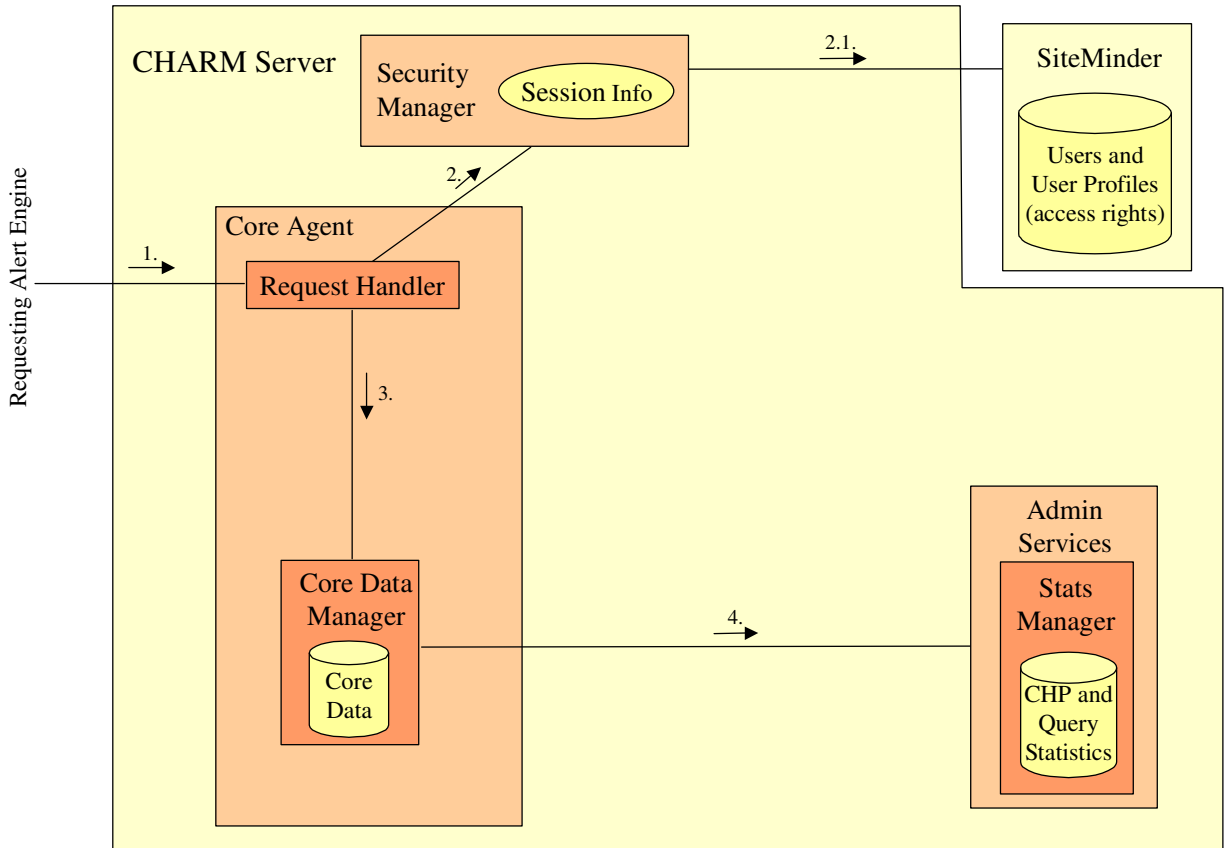 CHARM Server
Security
Manager
Session Info
2.1.
SiteMinder
Users and
User Profiles
(access rights)
2.
Requesting Alert Engine
1.
Core Agent
Request Handler
3.
Core Data
Manager
Core
Data
4.
Admin
Services
Stats
Manager
CHP and
Query
Statistics